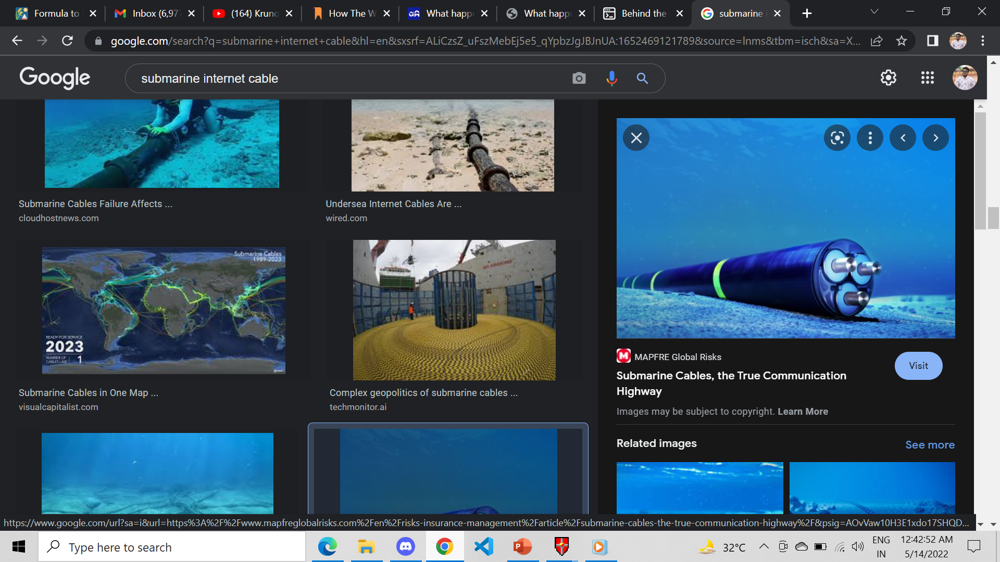 Formula to
Inbox (6,977
(164) Kruno
How The W
What happ
What happ
Behind the
submarine i
google.com/search?q=submarine+internet+cable&hl=en&sxsrf=ALiCzsZ_uFszMebEj5e5_qYpbzJgJBJnUA:1652469121789&source=lnms&tbm=isch&sa=X...
Google
submarine internet cable
Submarine Cables Failure Affects ...
cloudhostnews.com
Undersea Internet Cables Are ...
wired.com
Submarine Cables
1989-2023
READY FOR SERVICE
2023
NUMBER OF
CABLES LAID 1
NO SMOKING
Submarine Cables in One Map ...
visualcapitalist.com
Complex geopolitics of submarine cables ...
techmonitor.ai
M MAPFRE Global Risks
Submarine Cables, the True Communication
Highway
Visit
Images may be subject to copyright. Learn More
Related images
See more
https://www.google.com/url?sa=i&url=https%3A%2F%2Fwww.mapfreglobalrisks.com%2Fen%2Frisks-insurance-management%2Farticle%2Fsubmarine-cables-the-true-communication-highway%2F&psig=AOvVaw10H3E1xdo17SHQD...
Type here to search
32°C
ENG
IN
12:42:52 AM
5/14/2022